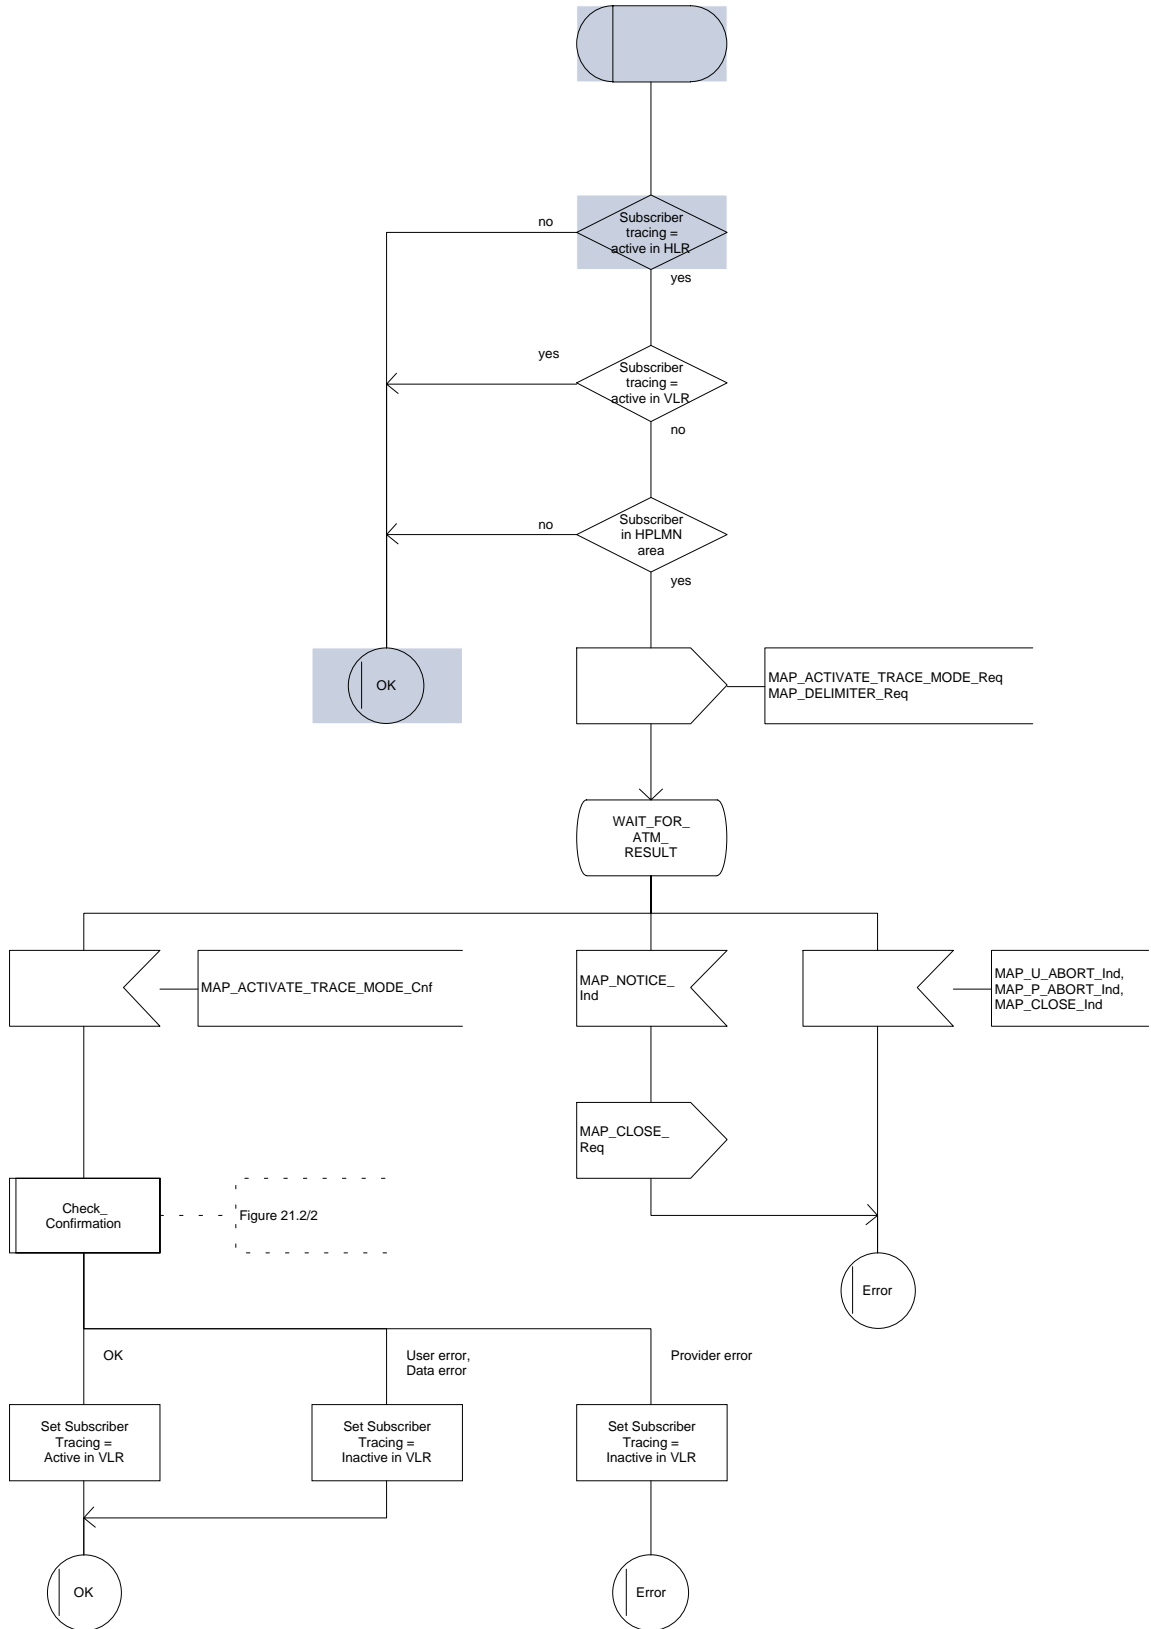 Subscriber
tracing =
active in HLR
no
yes
Subscriber
tracing =
active in VLR
yes
no
Subscriber
in HPLMN
area
no
yes
OK
MAP_ACTIVATE_TRACE_MODE_Req
MAP_DELIMITER_Req
WAIT_FOR_
ATM_
RESULT
MAP_ACTIVATE_TRACE_MODE_Cnf
MAP_NOTICE_
Ind
MAP_U_ABORT_Ind,
MAP_P_ABORT_Ind,
MAP_CLOSE_Ind
MAP_CLOSE_
Req
Check_
Confirmation
Figure 21.2/2
Error
OK
User error,
Data error
Provider error
Set Subscriber
Tracing =
Active in VLR
Set Subscriber
Tracing =
Inactive in VLR
Set Subscriber
Tracing =
Inactive in VLR
OK
Error